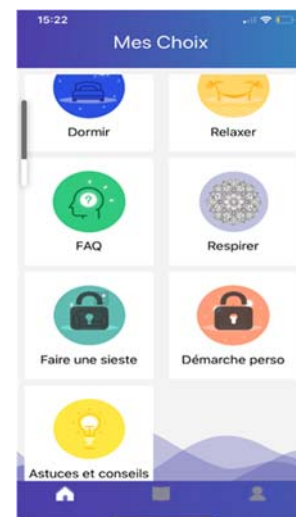 15:22
Mes Choix
Dormir
Relaxer
FAQ
Respirer
Faire une sieste
Démarche perso
Astuces et conseils